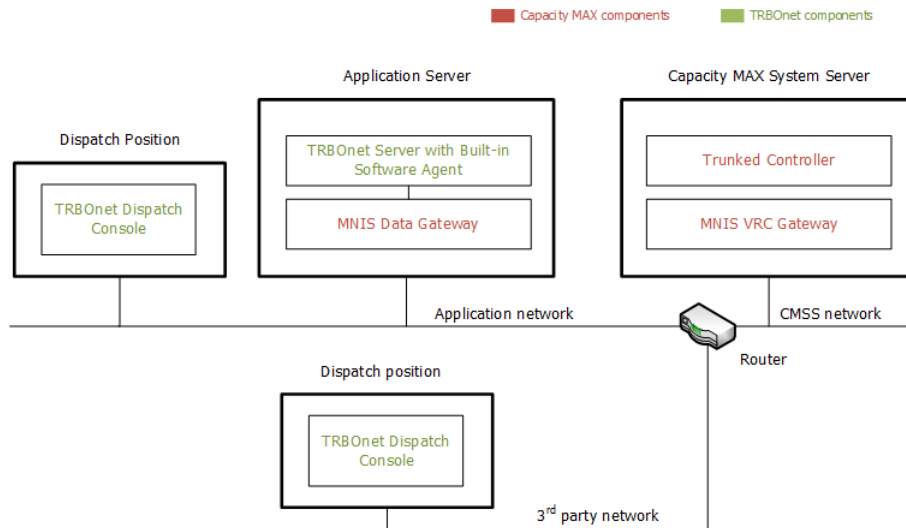 Capacity MAX components
TRBOnet components
Application Server
Capacity MAX System Server
Dispatch Position
TRBOnet Server with Built-in
Software Agent
Trunked Controller
TRBOnet Dispatch
Console
MNIS Data Gateway
MNIS VRC Gateway
Application network
CMSS network
Router
Dispatch position
TRBOnet Dispatch
Console
3rd party network